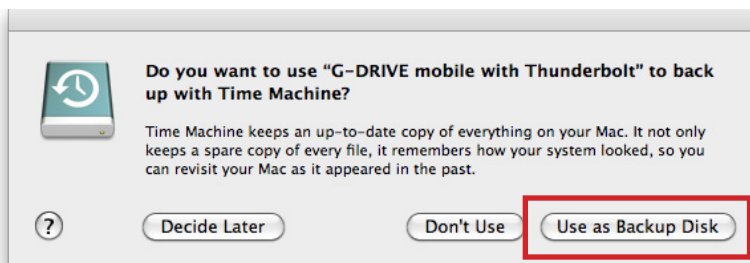 Do you want to use “G-DRIVE mobile with Thunderbolt” to back
up with Time Machine?
Time Machine keeps an up-to-date copy of everything on your Mac. It not only
keeps a spare copy of every file, it remembers how your system looked, so you
can revisit your Mac as it appeared in the past.
? Decide Later Don't Use Use as Backup Disk